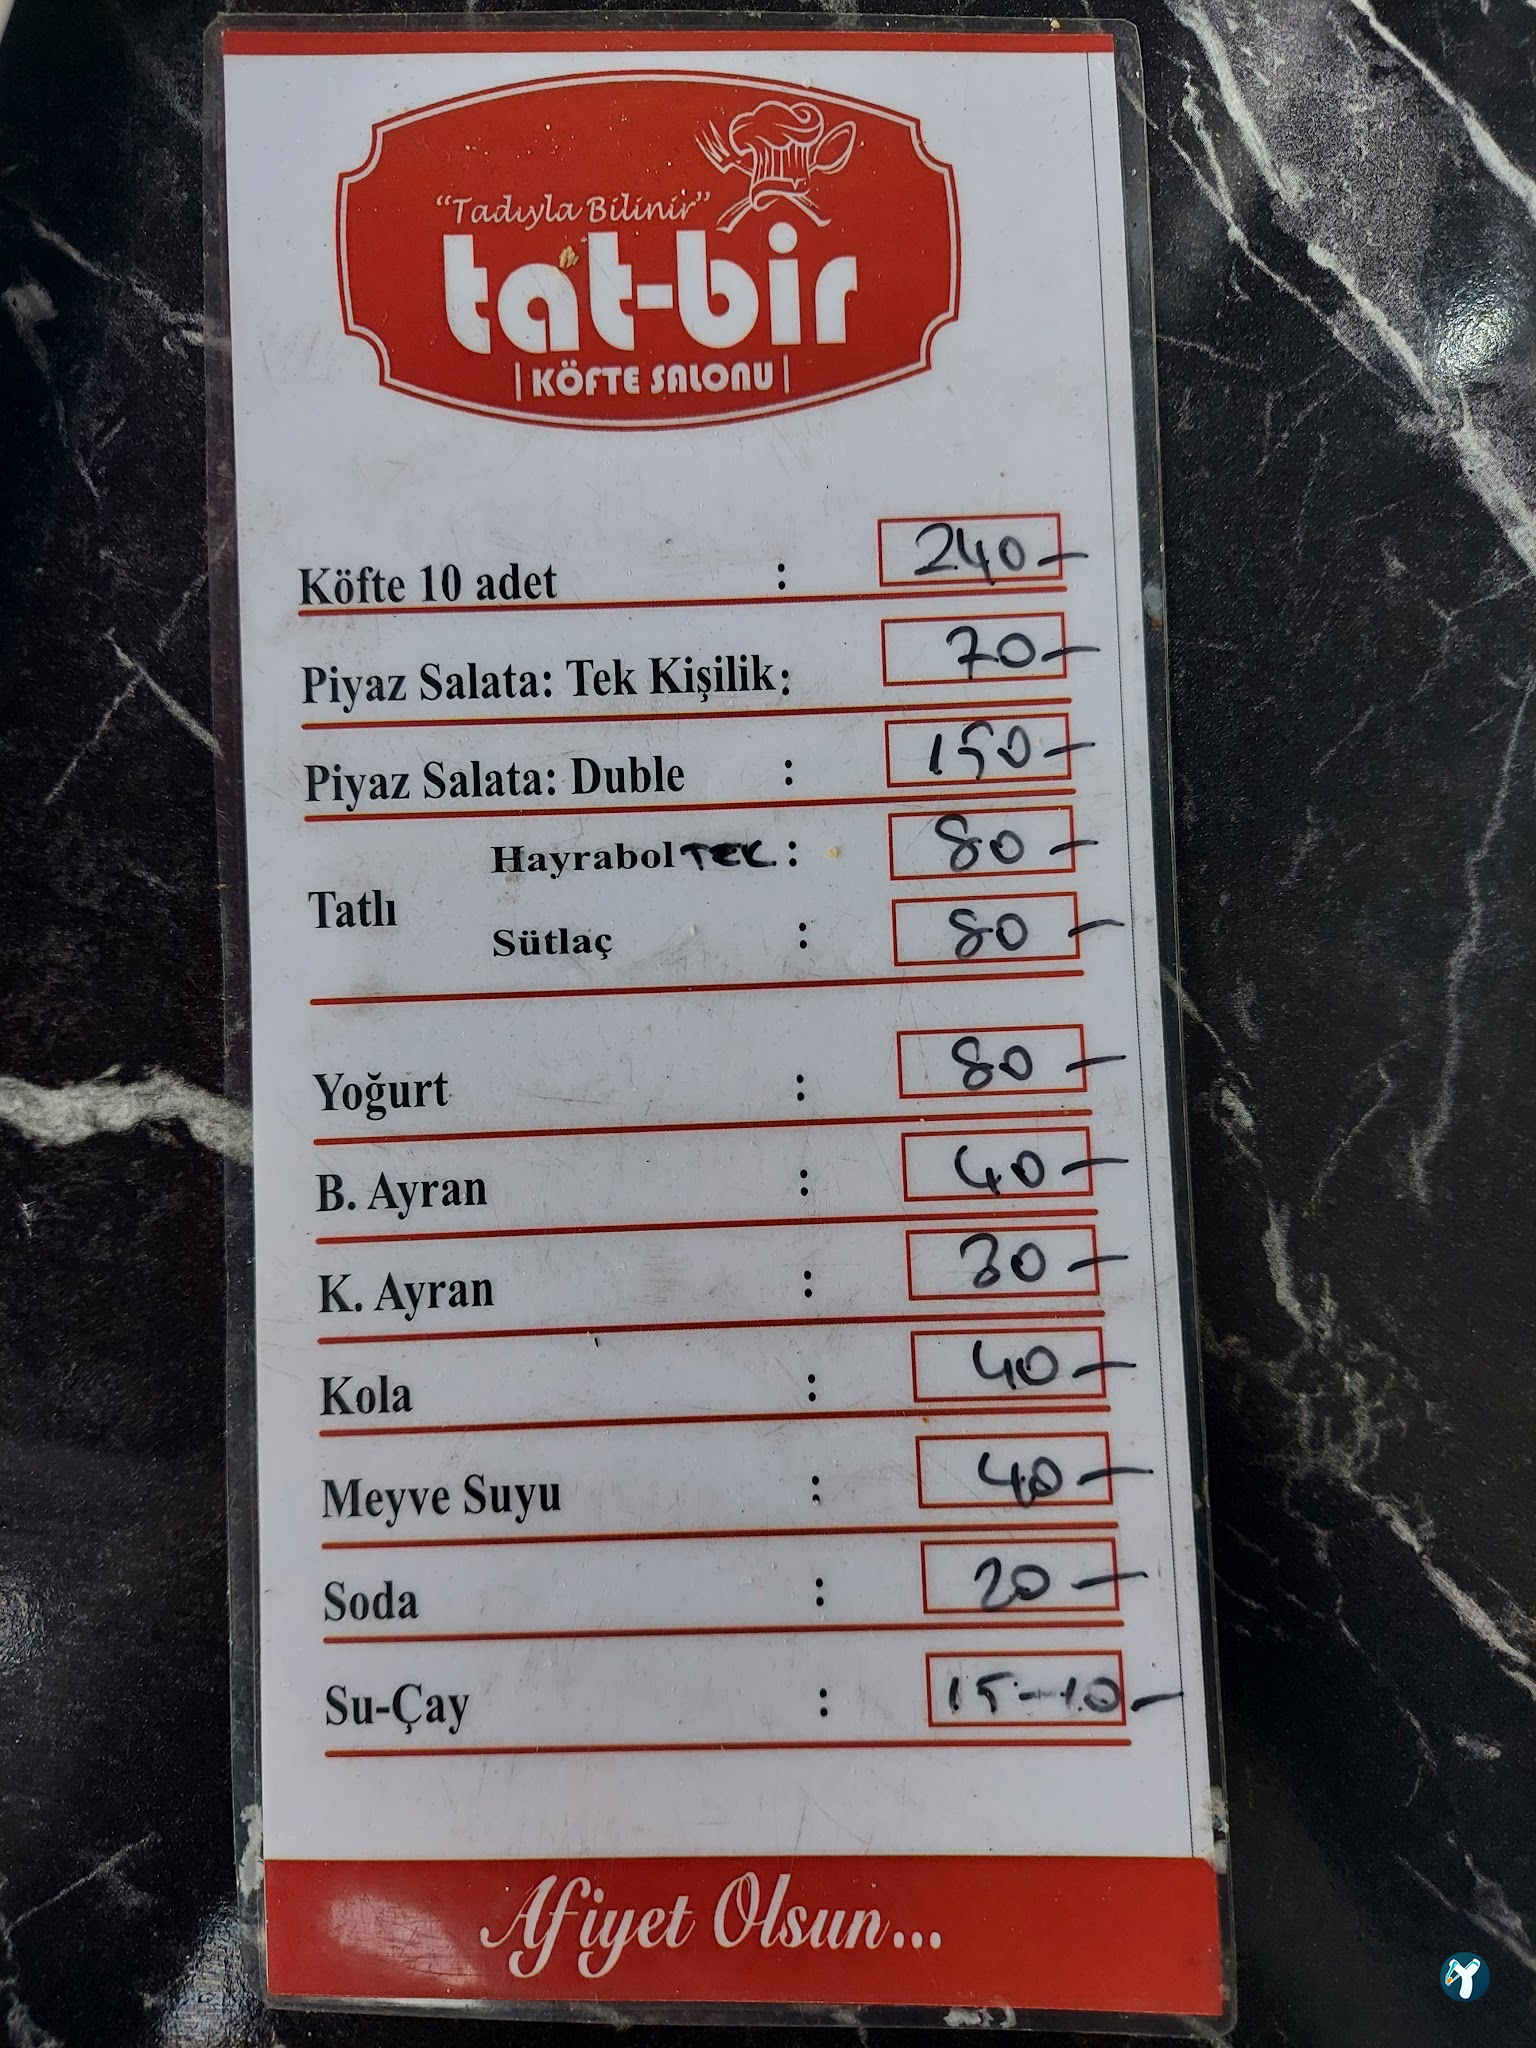 "Tadıyla Bilinir"
tat-bir
|KÖFTE SALONU|
Köfte 10 adet : 240-
Piyaz Salata: Tek Kişilik: 70-
Piyaz Salata: Duble : 150-
Hayrabol TEK : 80-
Tatlı
Sütlaç : 80-
Yoğurt : 80-
B. Ayran : 40-
K. Ayran : 30-
Kola : 40-
Meyve Suyu : 40-
Soda : 20-
Su-Çay : 15-10-
Afiyet Olsun...